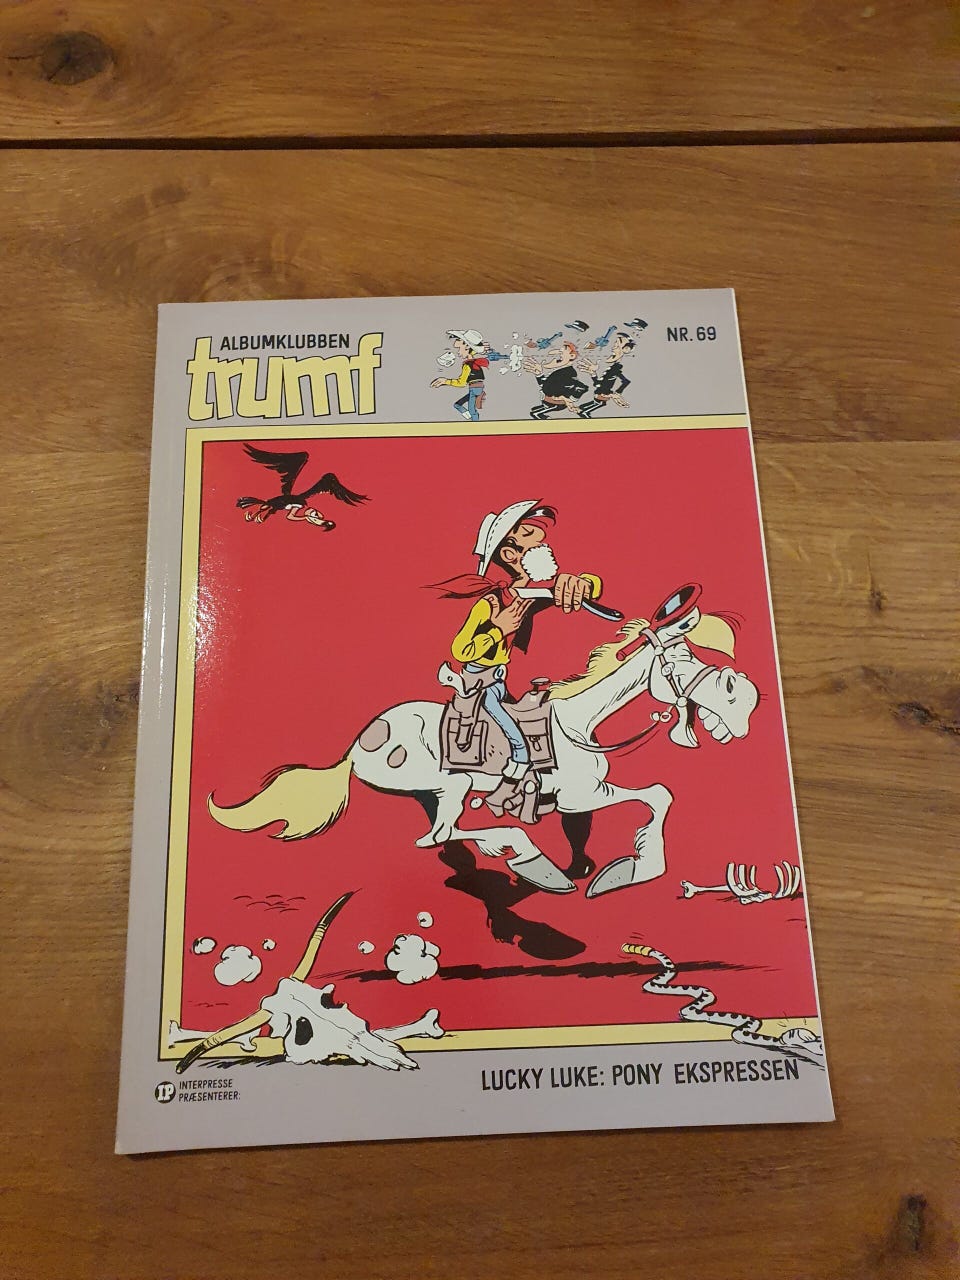 ALBUMKLUBBEN
trumf
NR. 69
IP INTERPRESSE
PRÆSENTERER:
LUCKY LUKE: PONY EKSPRESSEN